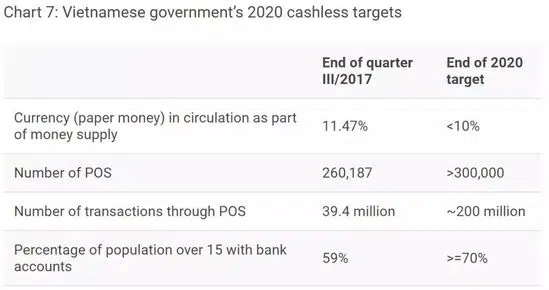 Chart 7: Vietnamese government's 2020 cashless targets
End of quarter End of 2020
III/2017 target
Currency (paper money) in circulation as part
of money supply
11.47% <10%
Number of POS 260,187 >300,000
Number of transactions through POS 39.4 million ~200 million
Percentage of population over 15 with bank
accounts
59% >=70%